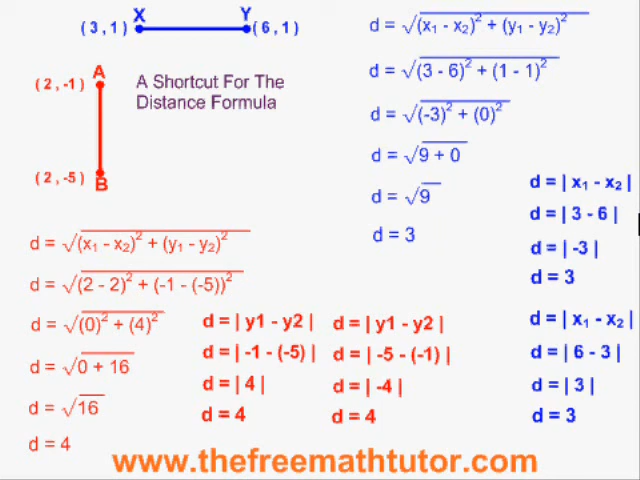 X Y
( 3 , 1 ) ( 6 , 1 )
A
( 2 , -1 )
( 2 , -5 )
B
A Shortcut For The
Distance Formula
d = √(x₁ - x₂)² + (y₁ - y₂)²
d = √(3 - 6)² + (1 - 1)²
d = √(-3)² + (0)²
d = √9 + 0
d = √9
d = 3
d = | x₁ - x₂ |
d = | 3 - 6 |
d = | -3 |
d = 3
d = | x₁ - x₂ |
d = | 6 - 3 |
d = | 3 |
d = 3
d = √(x₁ - x₂)² + (y₁ - y₂)²
d = √(2 - 2)² + (-1 - (-5))²
d = √(0)² + (4)²
d = √0 + 16
d = √16
d = 4
d = | y1 - y2 |
d = | -1 - (-5) |
d = | 4 |
d = 4
d = | y1 - y2 |
d = | -5 - (-1) |
d = | -4 |
d = 4
www.thefreemathtutor.com